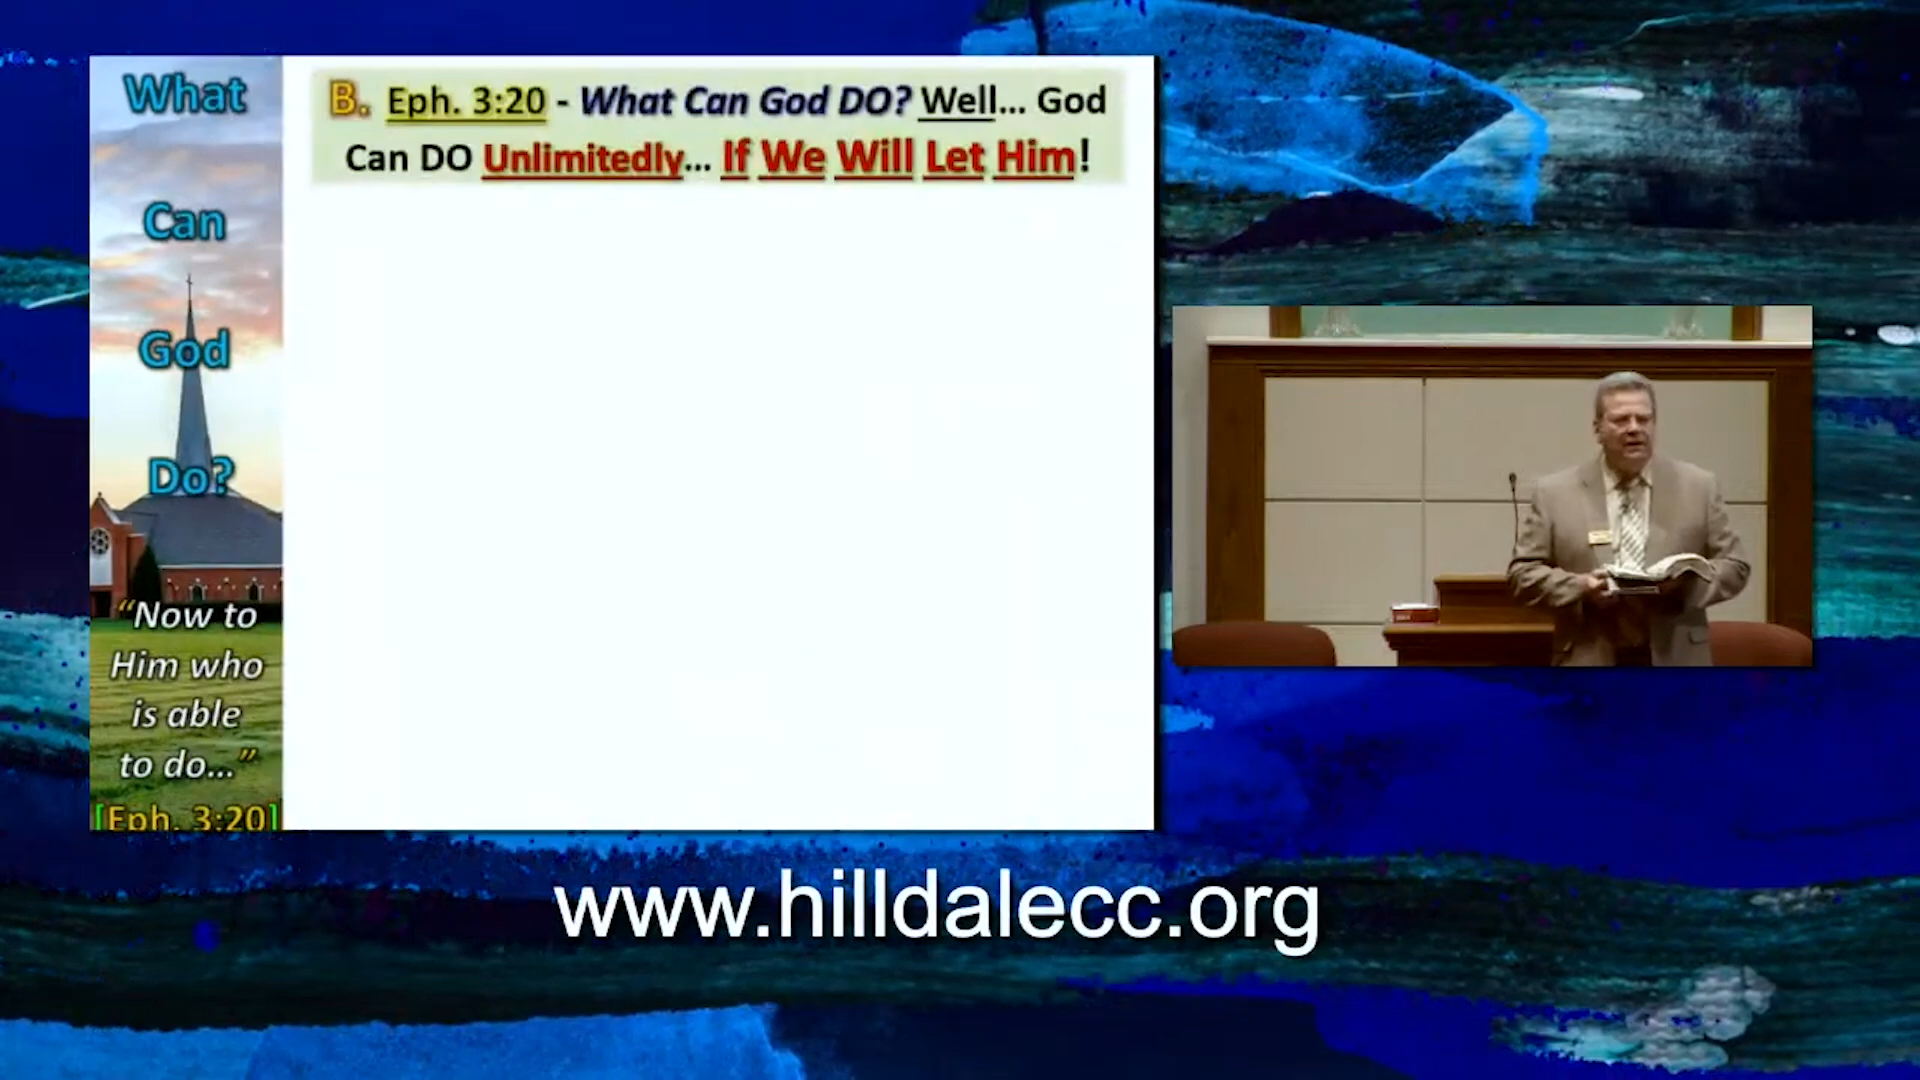 What
Can
God
Do?
“Now to
Him who
is able
to do...”
[Eph. 3:20]
B. Eph. 3:20 - What Can God DO? Well... God
Can DO Unlimitedly... If We Will Let Him!
www.hilldalecc.org